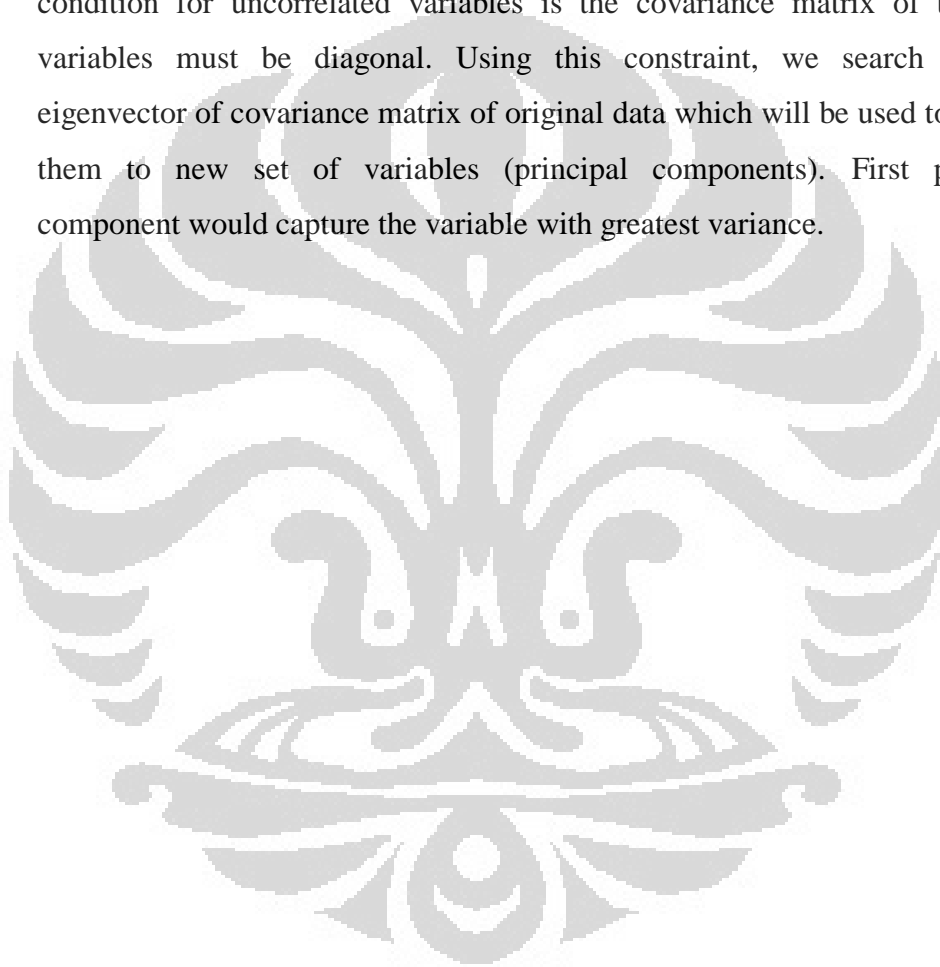 condition for uncorrelated variables is the covariance matrix of
variables must be diagonal. Using this constraint, we search
eigenvector of covariance matrix of original data which will be used to
them to new set of variables (principal components). First
component would capture the variable with greatest variance.